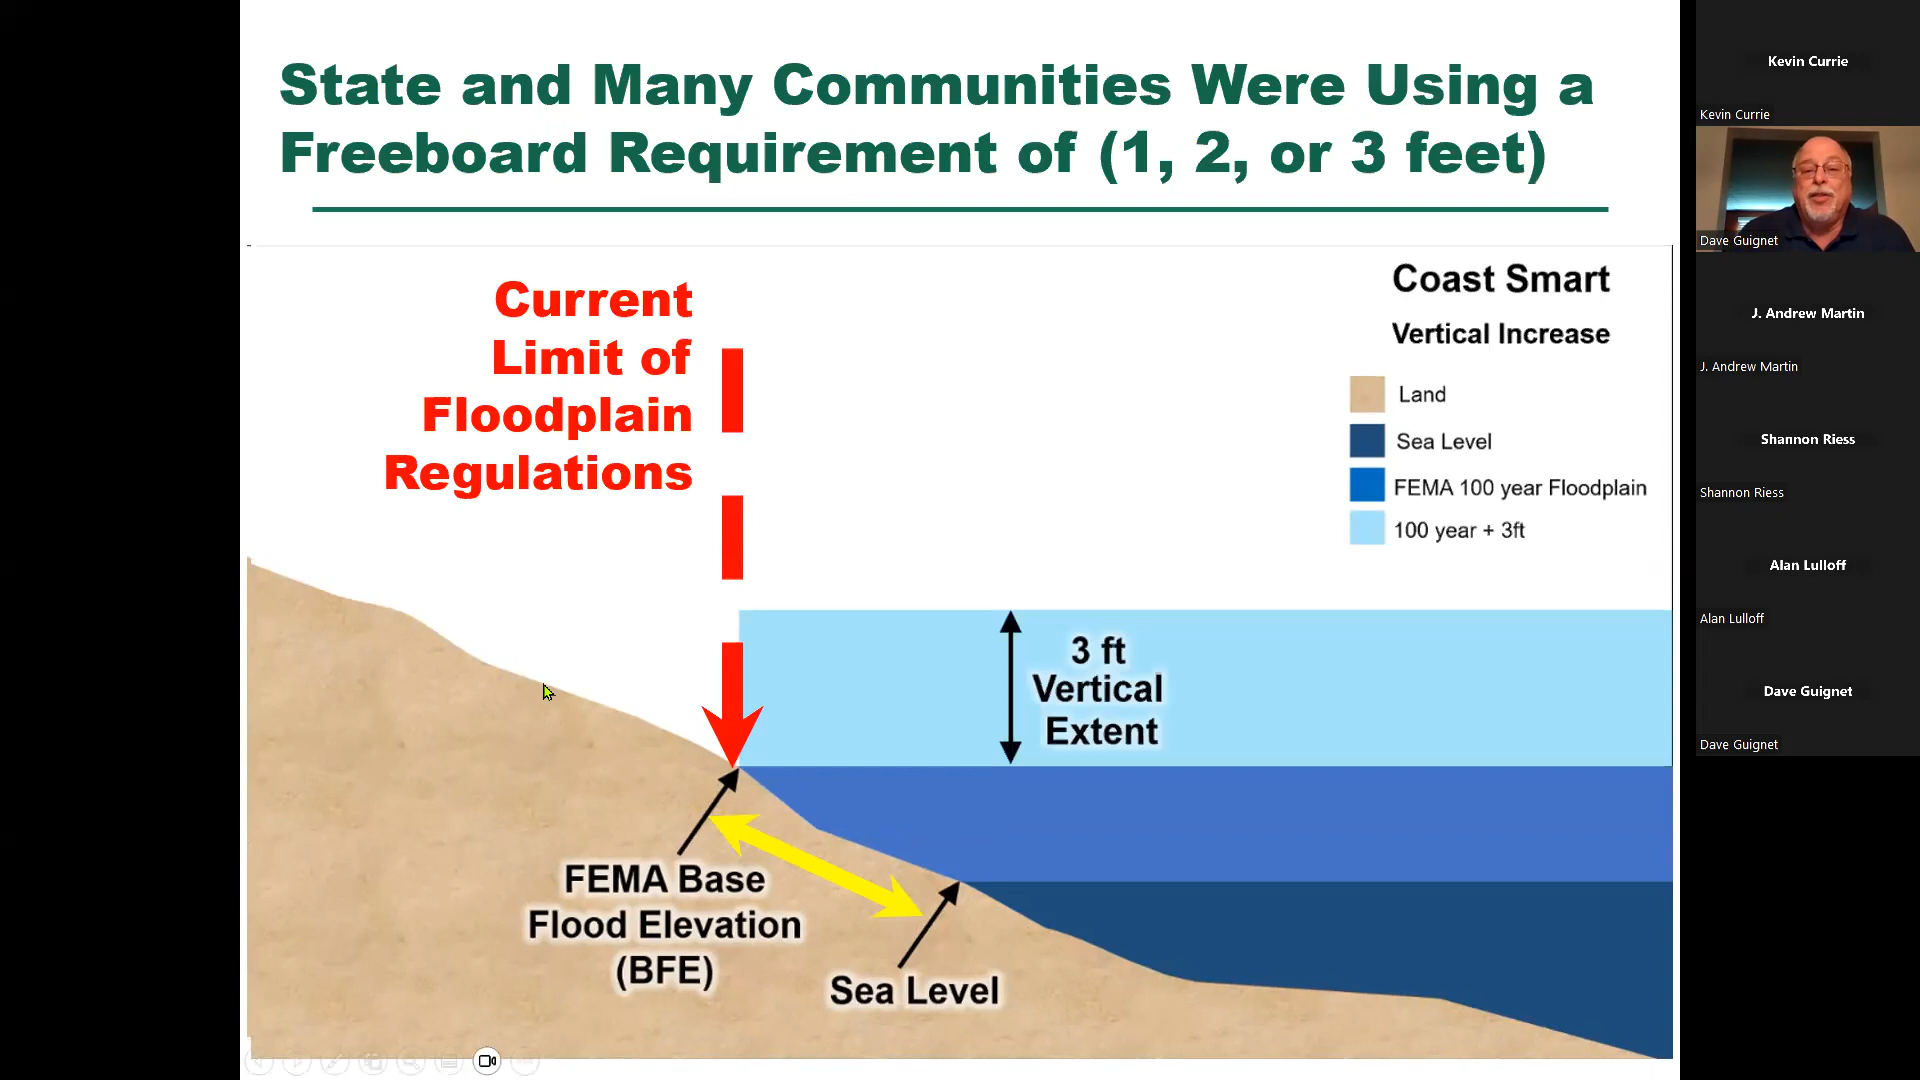 State and Many Communities Were Using a
Freeboard Requirement of (1, 2, or 3 feet)
Current
Limit of
Floodplain
Regulations
Coast Smart
Vertical Increase
Land
Sea Level
FEMA 100 year Floodplain
100 year + 3ft
3 ft
Vertical
Extent
FEMA Base
Flood Elevation
(BFE)
Sea Level
Kevin Currie
Kevin Currie
Dave Guignet
J. Andrew Martin
J. Andrew Martin
Shannon Riess
Shannon Riess
Alan Lulloff
Alan Lulloff
Dave Guignet
Dave Guignet